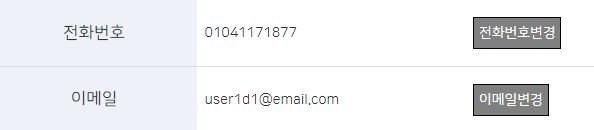 전화번호 01041171877 전화번호변경
이메일 user1d1@email.com 이메일변경